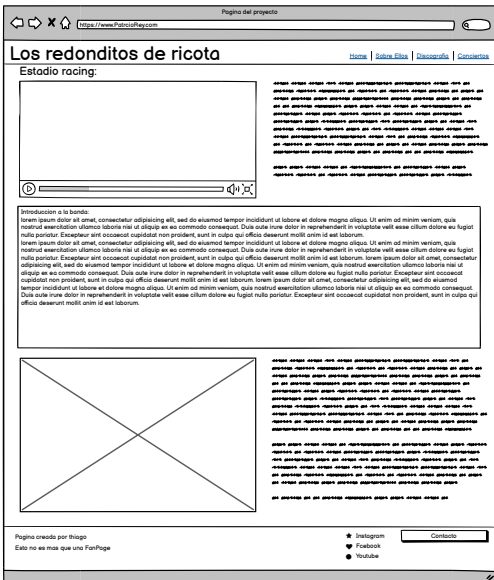 Pagina del proyecto
https://www.PatricioRey.com
Los redonditos de ricota
Home | Sobre Ellos | Discografia | Conciertos
Estadio racing:
Introduccion a la banda:
lorem ipsum dolor sit amet, consectetur adipisicing elit, sed do eiusmod tempor incididunt ut labore et dolore magna aliqua. Ut enim ad minim veniam, quis
nostrud exercitation ullamco laboris nisi ut aliquip ex ea commodo consequat. Duis aute irure dolor in reprehenderit in voluptate velit esse cillum dolore eu fugiat
nulla pariatur. Excepteur sint occaecat cupidatat non proident, sunt in culpa qui officia deserunt mollit anim id est laborum.
lorem ipsum dolor sit amet, consectetur adipisicing elit, sed do eiusmod tempor incididunt ut labore et dolore magna aliqua. Ut enim ad minim veniam, quis
nostrud exercitation ullamco laboris nisi ut aliquip ex ea commodo consequat. Duis aute irure dolor in reprehenderit in voluptate velit esse cillum dolore eu fugiat
nulla pariatur. Excepteur sint occaecat cupidatat non proident, sunt in culpa qui officia deserunt mollit anim id est laborum. lorem ipsum dolor sit amet, consectetur
adipisicing elit, sed do eiusmod tempor incididunt ut labore et dolore magna aliqua. Ut enim ad minim veniam, quis nostrud exercitation ullamco laboris nisi ut
aliquip ex ea commodo consequat. Duis aute irure dolor in reprehenderit in voluptate velit esse cillum dolore eu fugiat nulla pariatur. Excepteur sint occaecat
cupidatat non proident, sunt in culpa qui officia deserunt mollit anim id est laborum. lorem ipsum dolor sit amet, consectetur adipisicing elit, sed do eiusmod
tempor incididunt ut labore et dolore magna aliqua. Ut enim ad minim veniam, quis nostrud exercitation ullamco laboris nisi ut aliquip ex ea commodo consequat.
Duis aute irure dolor in reprehenderit in voluptate velit esse cillum dolore eu fugiat nulla pariatur. Excepteur sint occaecat cupidatat non proident, sunt in culpa qui
officia deserunt mollit anim id est laborum.
Pagina creada por thiago
Esto no es mas que una FanPage
Instagram
Fcebook
Youtube
Contacto